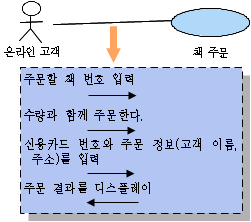 온라인 고객
책 주문
주문할 책 번호 입력
수량과 함께 주문한다.
신용카드 번호와 주문 정보(고객 이름,
주소)를 입력
주문 결과를 디스플레이